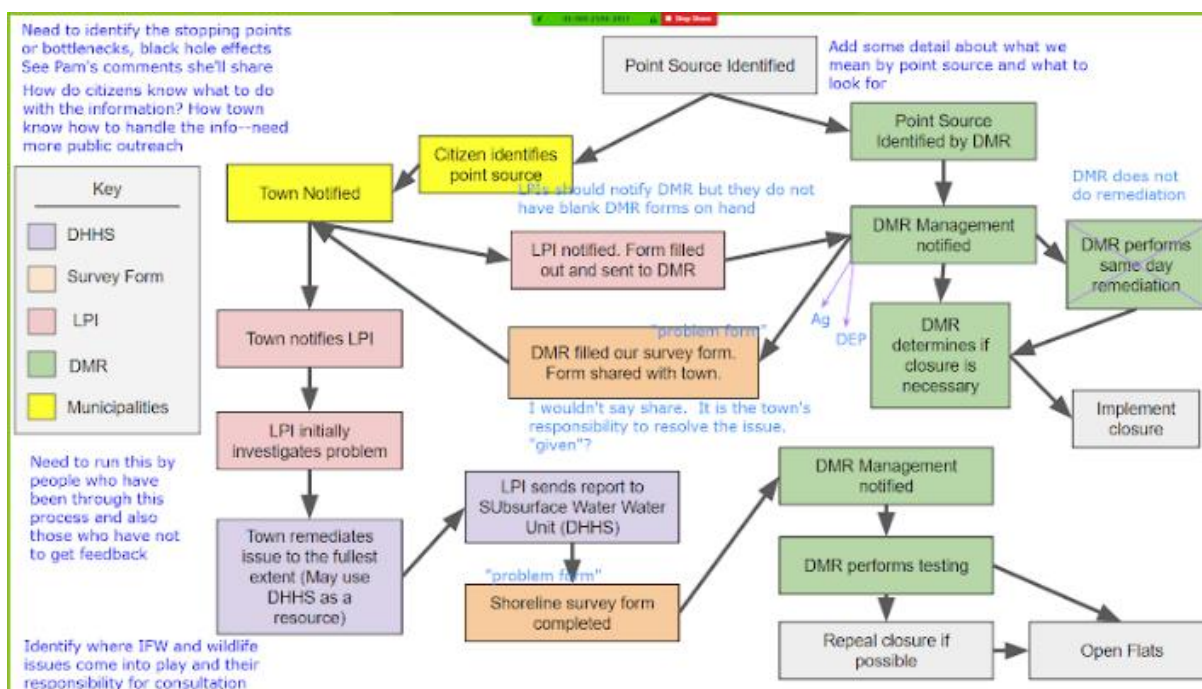 Stop Share
Need to identify the stopping points
or bottlenecks, black hole effects
See Pam's comments she'll share
How do citizens know what to do
with the information? How town
know how to handle the info--need
more public outreach
Point Source Identified
Add some detail about what we
mean by point source and what to
look for
Point Source
Identified by DMR
Citizen identifies
point source
Town Notified
LPIs should notify DMR but they do not
have blank DMR forms on hand
DMR does not
do remediation
Key
DHHS
Survey Form
LPI
DMR
Municipalities
LPI notified. Form filled
out and sent to DMR
DMR Management
notified
DMR performs
same day
remediation
Ag
DEP
"problem form"
Town notifies LPI
DMR filled our survey form.
Form shared with town.
DMR
determines if
closure is
necessary
I wouldn't say share. It is the town's
responsibility to resolve the issue.
"given"?
Implement
closure
LPI initially
investigates problem
Need to run this by
people who have
been through this
process and also
those who have not
to get feedback
LPI sends report to
SUbsurface Water Water
Unit (DHHS)
DMR Management
notified
Town remediates
issue to the fullest
extent (May use
DHHS as a
resource)
"problem form"
Shoreline survey form
completed
DMR performs testing
Repeal closure if
possible
Open Flats
Identify where IFW and wildlife
issues come into play and their
responsibility for consultation